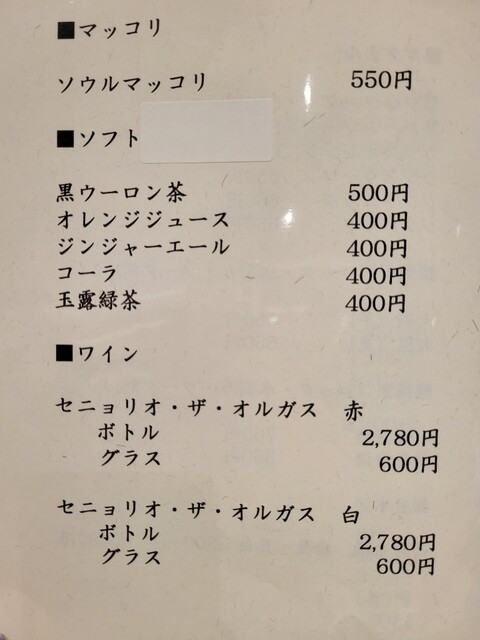 ■マッコリ
ソウルマッコリ 550円
■ソフト
黒ウーロン茶 500円
オレンジジュース 400円
ジンジャーエール 400円
コーラ 400円
玉露緑茶 400円
■ワイン
セニョリオ・ザ・オルガス 赤
ボトル 2,780円
グラス 600円
セニョリオ・ザ・オルガス 白
ボトル 2,780円
グラス 600円